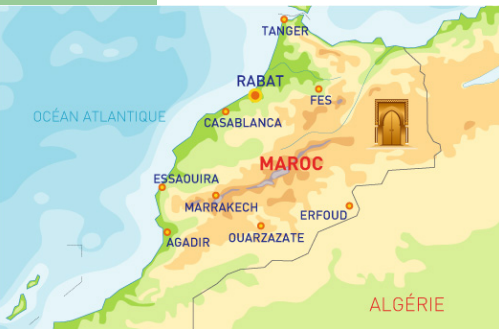 TANGER
RABAT
FES
OCÉAN ATLANTIQUE
CASABLANCA
MAROC
ESSAOUIRA
MARRAKECH
ERFOUD
AGADIR
OUARZAZATE
ALGÉRIE